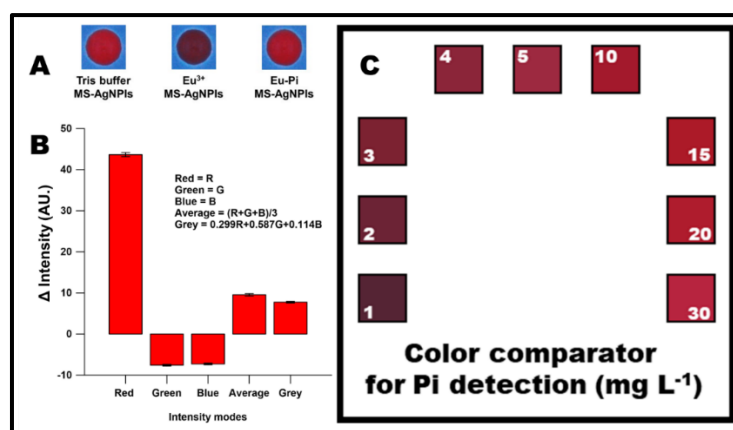 A
Tris buffer
MS-AgNPls
Eu3+
MS-AgNPls
Eu-Pi
MS-AgNPls
B
Δ Intensity (AU.)
50
40
30
20
10
0
-10
Red = R
Green = G
Blue = B
Average = (R+G+B)/3
Grey = 0.299R+0.587G+0.114B
Red Green Blue Average Grey
Intensity modes
C
4 5 10
3 15
2 20
1 30
Color comparator
for Pi detection (mg L-1)